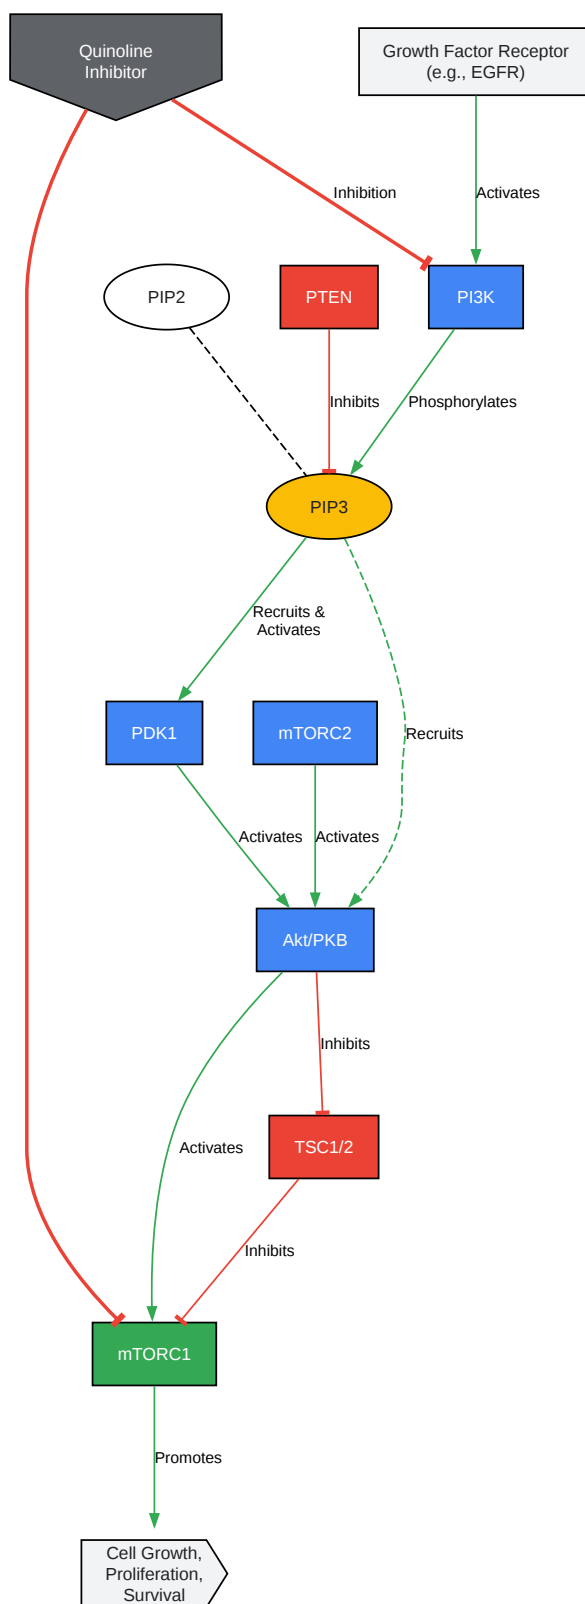 Quinoline
Inhibitor
Growth Factor Receptor
(e.g., EGFR)
Inhibition
Activates
PIP2
PTEN
PI3K
Inhibits
Phosphorylates
PIP3
Recruits &
Activates
PDK1
mTORC2
Recruits
Activates
Activates
Akt/PKB
Inhibits
Activates
TSC1/2
Inhibits
mTORC1
Promotes
Cell Growth,
Proliferation,
Survival